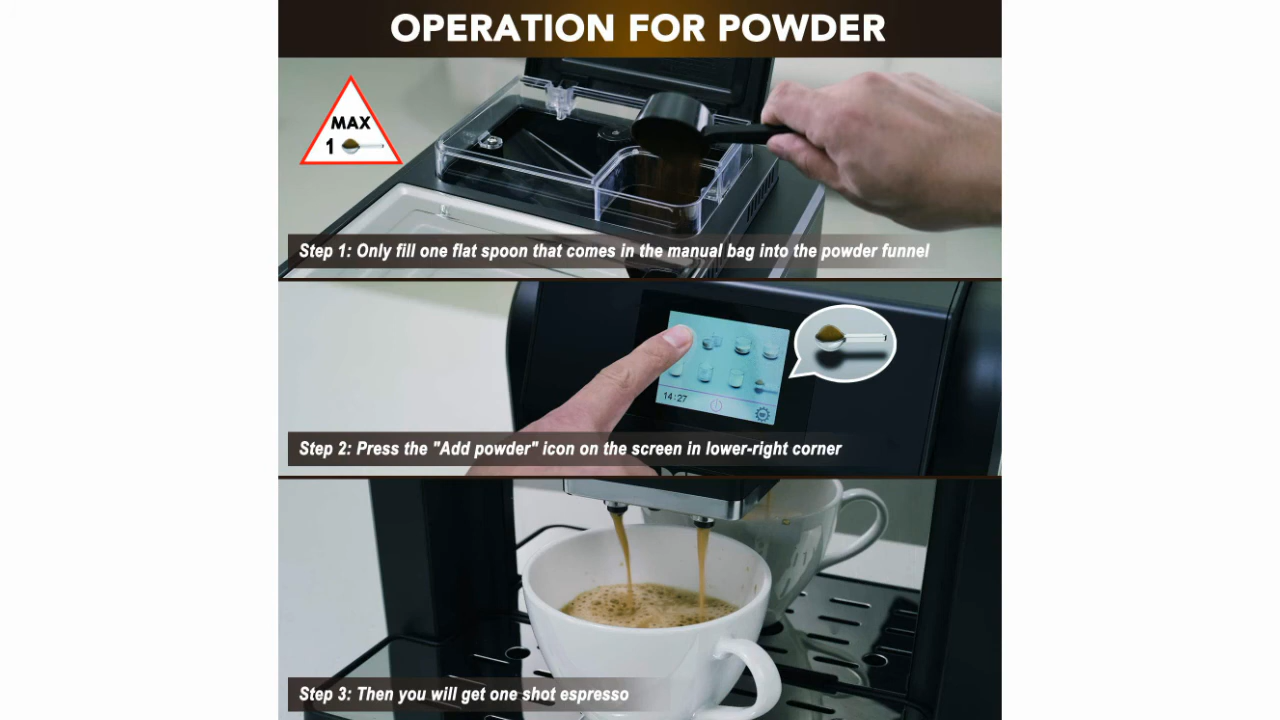 OPERATION FOR POWDER
MAX
1
Step 1: Only fill one flat spoon that comes in the manual bag into the powder funnel
14:27
Step 2: Press the "Add powder" icon on the screen in lower-right corner
Step 3: Then you will get one shot espresso